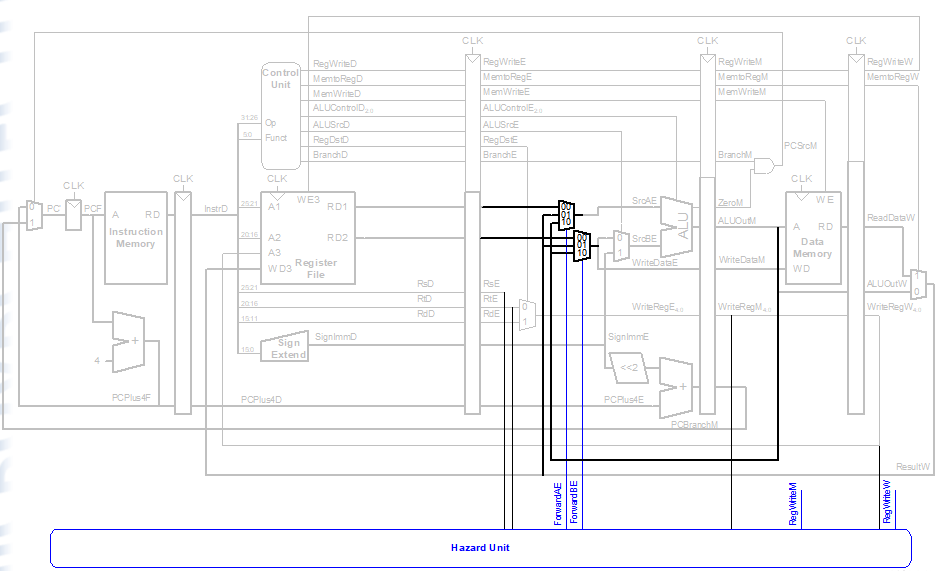 CLK CLK CLK
RegWriteD RegWriteE RegWriteM RegWriteW
Control
Unit
MemtoRegD MemtoRegE MemtoRegM MemtoRegW
MemWriteD MemWriteE MemWriteM
ALUControlD2:0 ALUControlE2:0
31:26 Op ALUSrcD ALUSrcE
5:0 Funct RegDstD RegDstE
BranchD BranchE BranchM PCSrcM
CLK CLK CLK CLK
WE3 WE
0 PC PCF A RD InstrD 25:21 A1 RD1 00 SrcAE ZeroM
1 01 ALUOutM ReadDataW
10
Instruction
Memory
20:16 A2 RD2 00 0 SrcBE ALU A RD
01 1
10
A3
WD3
Register
File
WriteDataE WriteDataM
Data
Memory
WD
1
0
ALUOutW
25:21 RsD RsE
20:16 RtD RtE 0 WriteRegE4:0 WriteRegM4:0 WriteRegW4:0
15:11 RdD RdE 1
15:0 Sign
Extend
SignImmD SignImmE
+
4
<<2
+
PCPlus4F PCPlus4D PCPlus4E
PCBranchM
ResultW
ForwardAE
ForwardBE
RegWriteM
RegWriteW
Hazard Unit